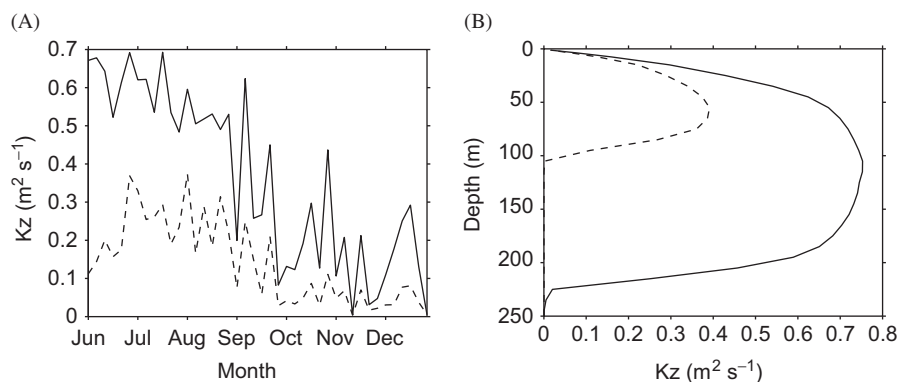 (A)
0.7
0.6
0.5
0.4
0.3
0.2
0.1
0
Kz (m² s⁻¹)
Jun Jul Aug Sep Oct Nov Dec
Month
(B)
0
50
100
150
200
250
Depth (m)
0 0.1 0.2 0.3 0.4 0.5 0.6 0.7 0.8
Kz (m² s⁻¹)